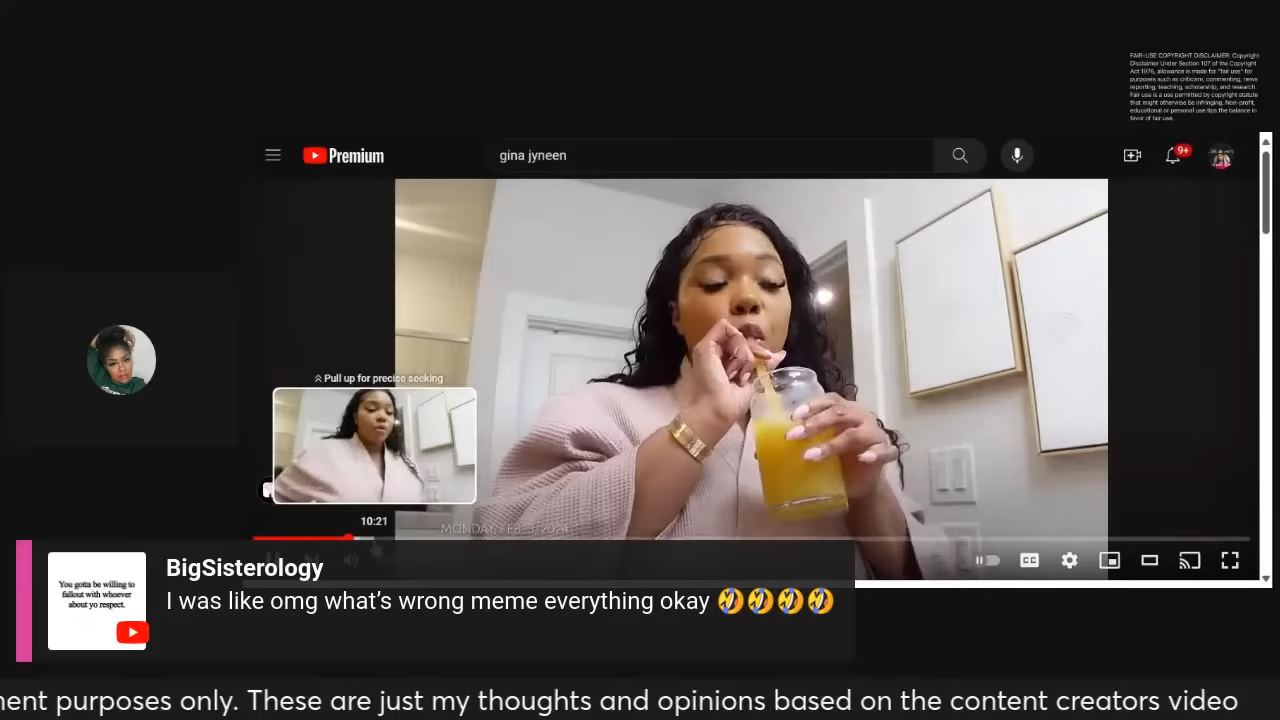 FAIR-USE COPYRIGHT DISCLAIMER: Copyright
Disclaimer Under Section 107 of the Copyright
Act 1976, allowance is made for "fair use" for
purposes such as criticism, commenting, news
reporting, teaching, scholarship, and research.
Fair use is a use permitted by copyright statute
that might otherwise be infringing. Non-profit,
educational or personal use tips the balance in
favor of fair use.
Premium
gina jyneen
9+
Pull up for precise seeking
10:21
MONDAY FEB 5, 2024
CC
You gotta be willing to
fallout with whoever
about yo respect.
BigSisterology
I was like omg what’s wrong meme everything okay 🤣🤣🤣🤣
nent purposes only. These are just my thoughts and opinions based on the content creators video